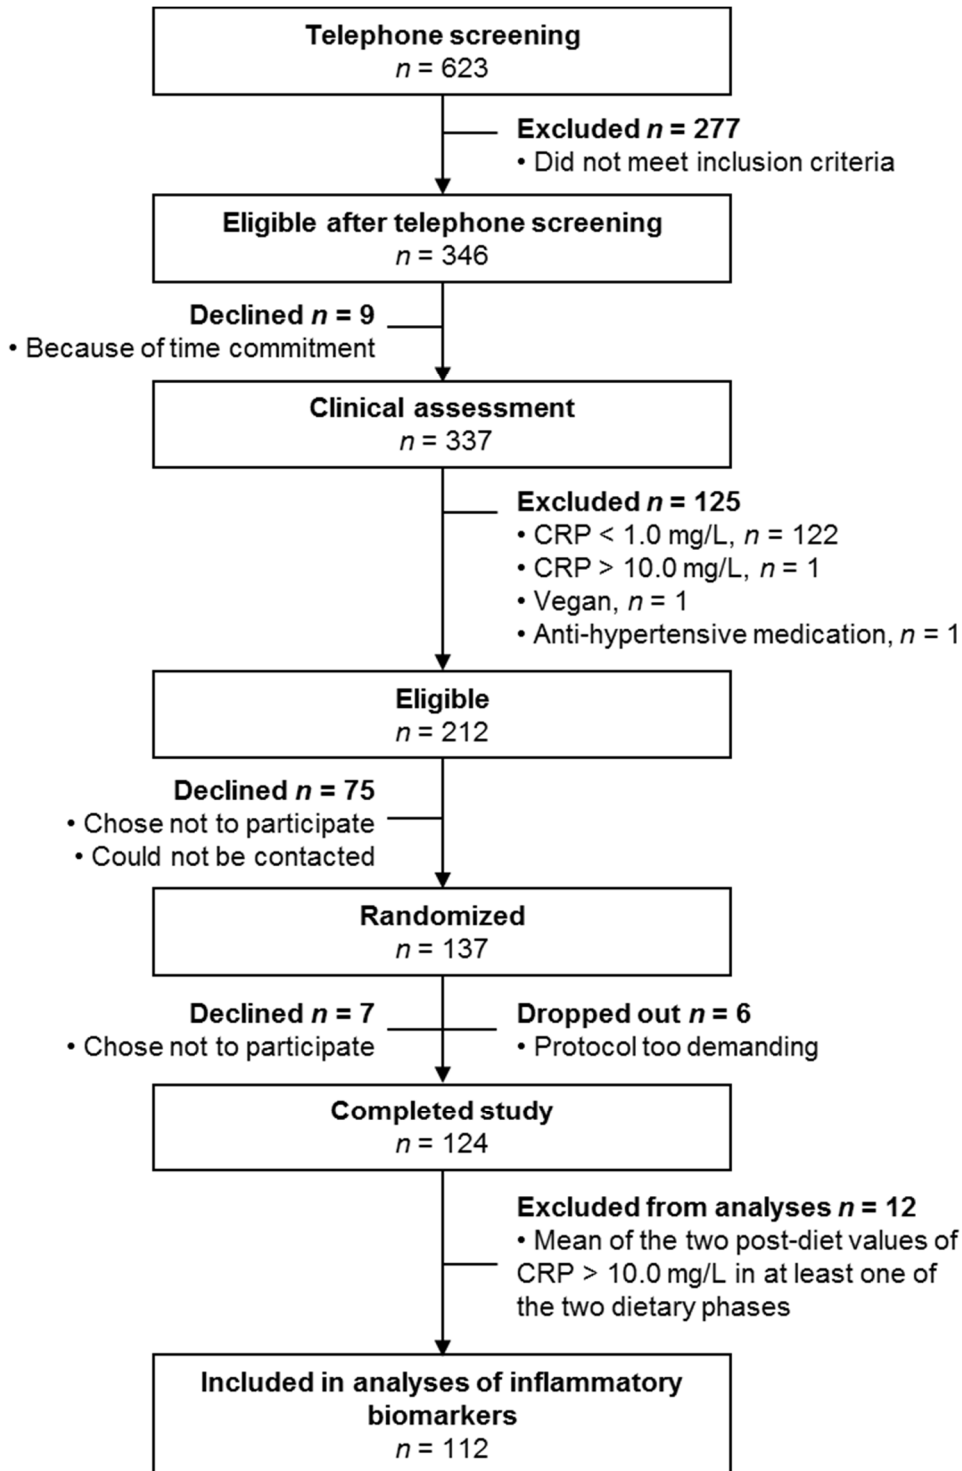 Telephone screening
n = 623
Excluded n = 277
• Did not meet inclusion criteria
Eligible after telephone screening
n = 346
Declined n = 9
• Because of time commitment
Clinical assessment
n = 337
Excluded n = 125
• CRP < 1.0 mg/L, n = 122
• CRP > 10.0 mg/L, n = 1
• Vegan, n = 1
• Anti-hypertensive medication, n = 1
Eligible
n = 212
Declined n = 75
• Chose not to participate
• Could not be contacted
Randomized
n = 137
Declined n = 7
• Chose not to participate
Dropped out n = 6
• Protocol too demanding
Completed study
n = 124
Excluded from analyses n = 12
• Mean of the two post-diet values of
CRP > 10.0 mg/L in at least one of
the two dietary phases
Included in analyses of inflammatory
biomarkers
n = 112